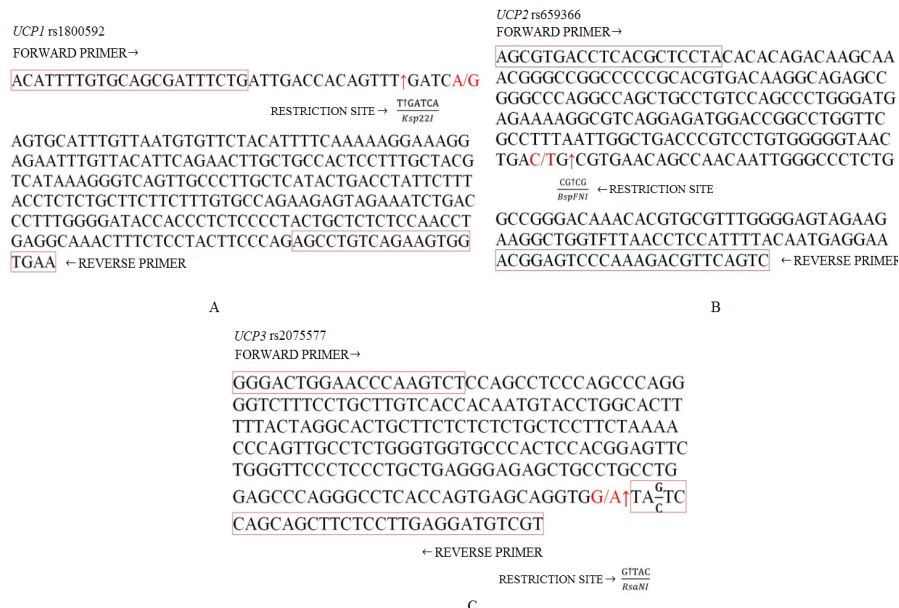 UCP1 rs1800592
FORWARD PRIMER→
ACATTTTGTGCAGCGATTTCTGATTGACCACAGTTT↑GATCA/G
RESTRICTION SITE → T↑GATCA
Ksp22I
AGTGCATTTGTTAATGTGTTCTACATTTTCAAAAAGGAAAGG
AGAATTTGTTACATTCAGAACTTGCTGCCACTCCTTTGCTACG
TCATAAAGGGTCAGTTGCCCTTGCTCATACTGACCTATTCTTT
ACCTCTCTGCTTCTTCTTTGTGCCAGAAGAGTAGAAATCTGAC
CCTTTGGGGATACCACCCTCTCCCCTACTGCTCTCTCCAACCT
GAGGCAAACTTTCTCCTACTTCCCAGAGCCTGTCAGAAGTGG
TGAA ←REVERSE PRIMER
A
UCP2 rs659366
FORWARD PRIMER→
AGCGTGACCTCACGCTCCTACACACAGACAAGCAA
ACGGGCCGGCCCCCGCACGTGACAAGGCAGAGCC
GGGCCCAGGCCAGCTGCCTGTCCAGCCCTGGGATG
AGAAAAGGCGTCAGGAGATGGACCGGCCTGGTTC
GCCTTTAATTGGCTGACCCGTCCTGTGGGGGTAAC
TGAC/TG↑CGTGAACAGCCAACAATTGGGCCCTCTG
CG↑CG
BspFNI ←RESTRICTION SITE
GCCGGGACAAACACGTGCGTTTGGGGAGTAGAAG
AAGGCTGGTFTTAACCTCCATTTTACAATGAGGAA
ACGGAGTCCCAAAGACGTTCAGTC ←REVERSE PRIMER
B
UCP3 rs2075577
FORWARD PRIMER→
GGGACTGGAACCCAAGTCTCCAGCCTCCCAGCCCAGG
GGTCTTTCCTGCTTGTCACCACAATGTACCTGGCACTT
TTTACTAGGCACTGCTTCTCTCTCTGCTCCTTCTAAAA
CCCAGTTGCCTCTGGGTGGTGCCCACTCCACGGAGTTC
TGGGTTCCCTCCCTGCTGAGGGAGAGCTGCCTGCCTG
GAGCCCAGGGCCTCACCAGTGAGCAGGTGG/A↑TAG/CTC
CAGCAGCTTCTCCTTGAGGATGTCGT
←REVERSE PRIMER
RESTRICTION SITE→ G↑TAC
RsaNI
C